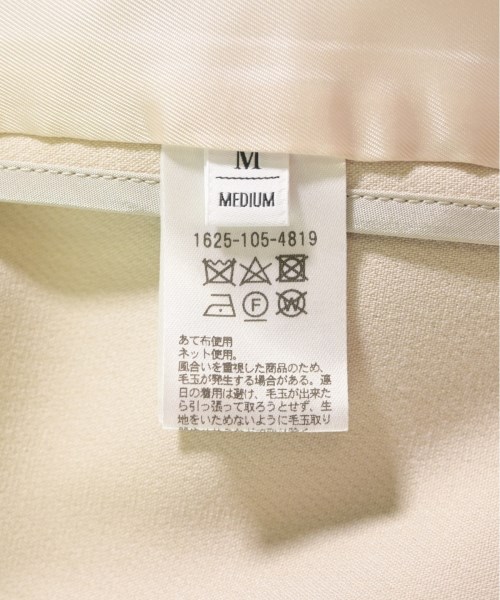 M
MEDIUM
1625-105-4819
F
W
あて布使用
ネット使用。
風合いを重視した商品のため、
毛玉が発生する場合がある。連
日の着用は避け、毛玉が出来た
ら引っ張って取ろうとせず、生
地をいためないように毛玉取り